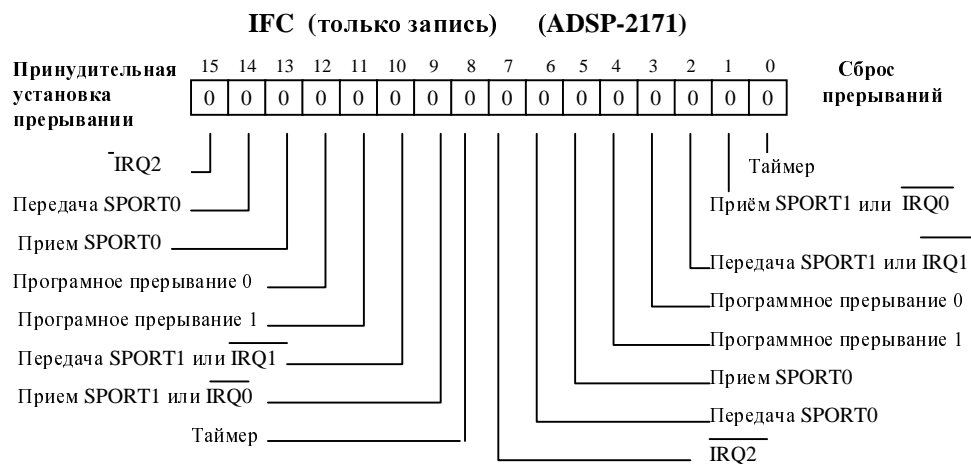 IFC (только запись) (ADSP-2171)
Принудительная установка прерывании
15 14 13 12 11 10 9 8 7 6 5 4 3 2 1 0
0 0 0 0 0 0 0 0 0 0 0 0 0 0 0 0
Сброс прерываний
¯IRQ2
Передача SPORT0
Прием SPORT0
Програмное прерывание 0
Програмное прерывание 1
Передача SPORT1 или IRQ1
Прием SPORT1 или IRQ0
Таймер
Таймер
Приём SPORT1 или IRQ0
Передача SPORT1 или IRQ1
Программное прерывание 0
Программное прерывание 1
Прием SPORT0
Передача SPORT0
IRQ2